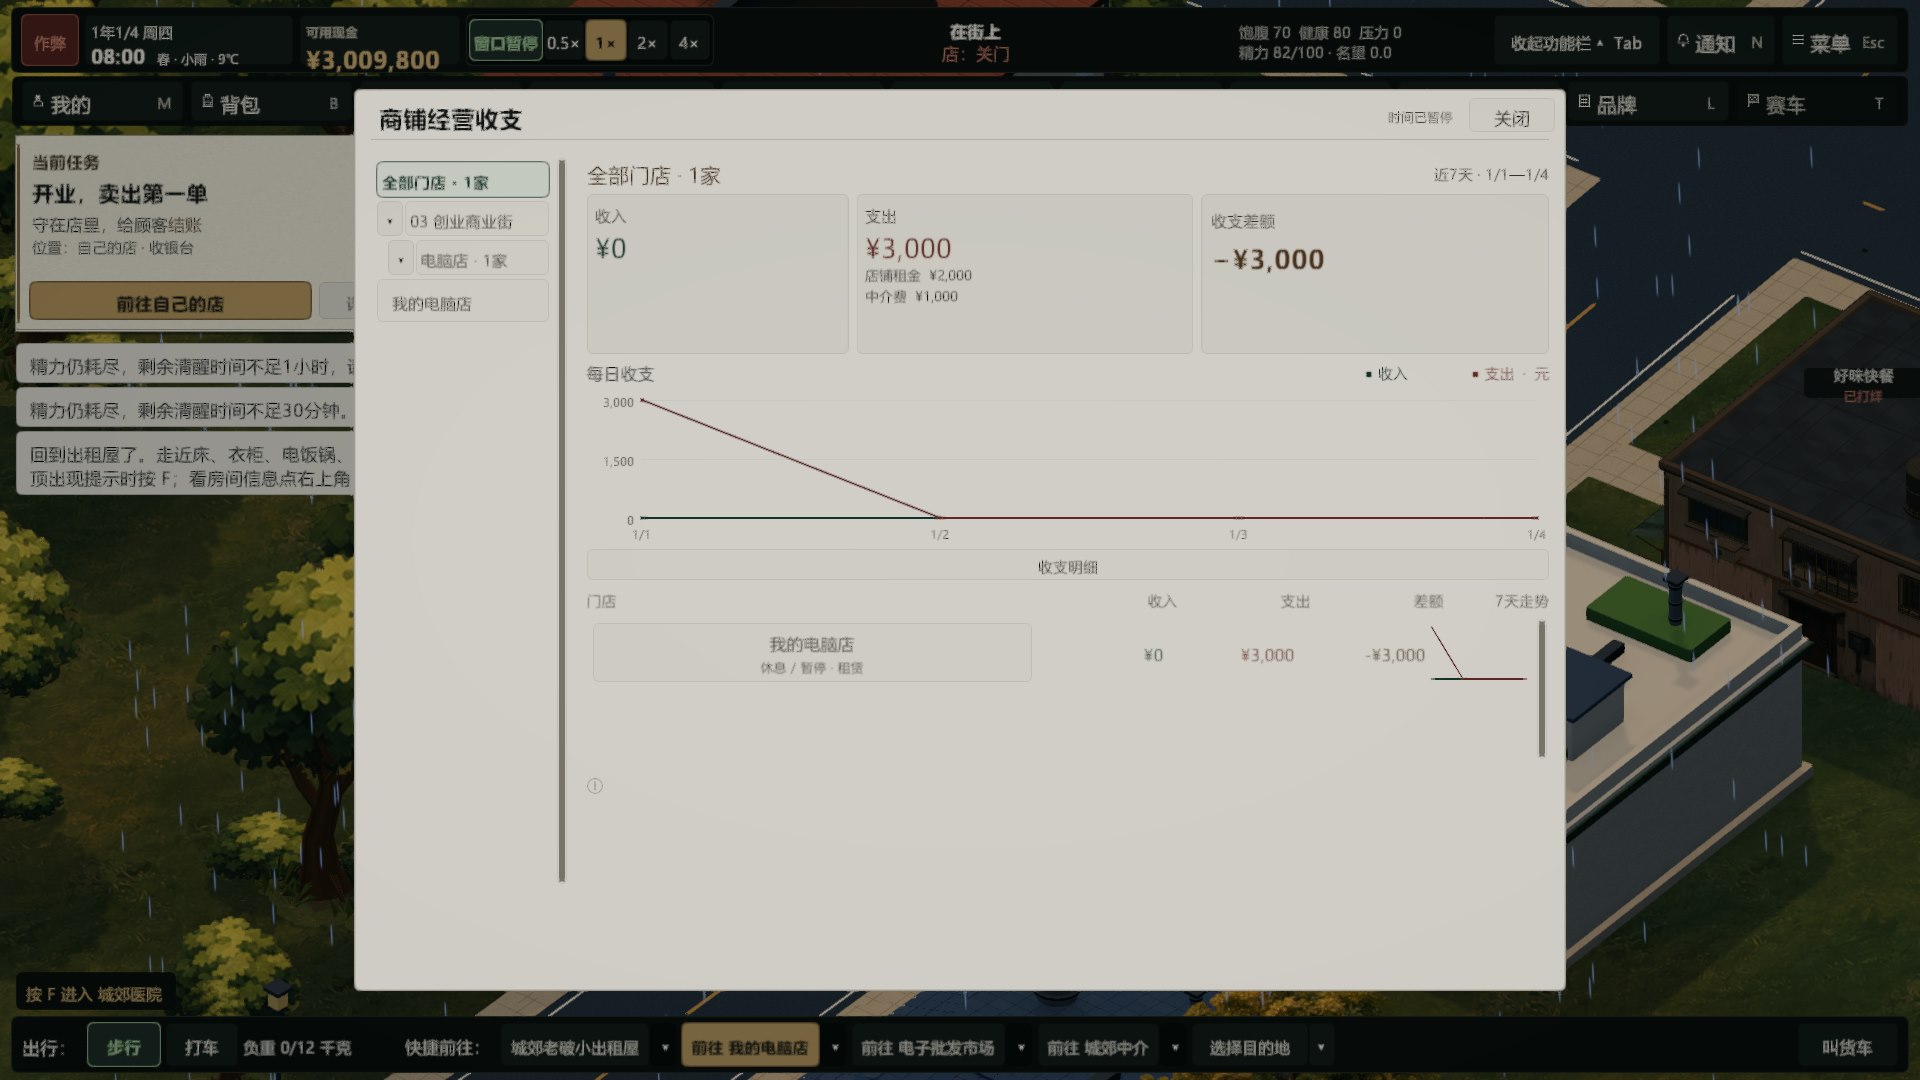 作弊
1年1/4 周四
08:00 春 · 小雨 · 9℃
可用现金
¥3,009,800
窗口暂停 0.5× 1× 2× 4×
在街上
店：关门
饱腹 70 健康 80 压力 0
精力 82/100 · 名望 0.0
收起功能栏 ▴ Tab
通知 N
菜单 Esc
我的 M
背包 B
品牌 L
赛车 T
当前任务
开业，卖出第一单
守在店里，给顾客结账
位置：自己的店 · 收银台
前往自己的店
精力仍耗尽，剩余清醒时间不足1小时，
精力仍耗尽，剩余清醒时间不足30分钟。
回到出租屋了。走近床、衣柜、电饭锅、
顶出现提示时按 F；看房间信息点右上角
商铺经营收支
时间已暂停
关闭
全部门店 · 1家
03 创业商业街
电脑店 · 1家
我的电脑店
全部门店 · 1家
近7天 · 1/1—1/4
收入
¥0
支出
¥3,000
店铺租金 ¥2,000
中介费 ¥1,000
收支差额
-¥3,000
每日收支
收入
支出 · 元
3,000
1,500
0
1/1 1/2 1/3 1/4
收支明细
门店 收入 支出 差额 7天走势
我的电脑店
休息 / 暂停 · 租赁
¥0 ¥3,000 -¥3,000
好味快餐
已打烊
按 F 进入 城郊医院
出行：
步行
打车
负重 0/12 千克
快捷前往：
城郊老破小出租屋
前往 我的电脑店
前往 电子批发市场
前往 城郊中介
选择目的地
叫货车